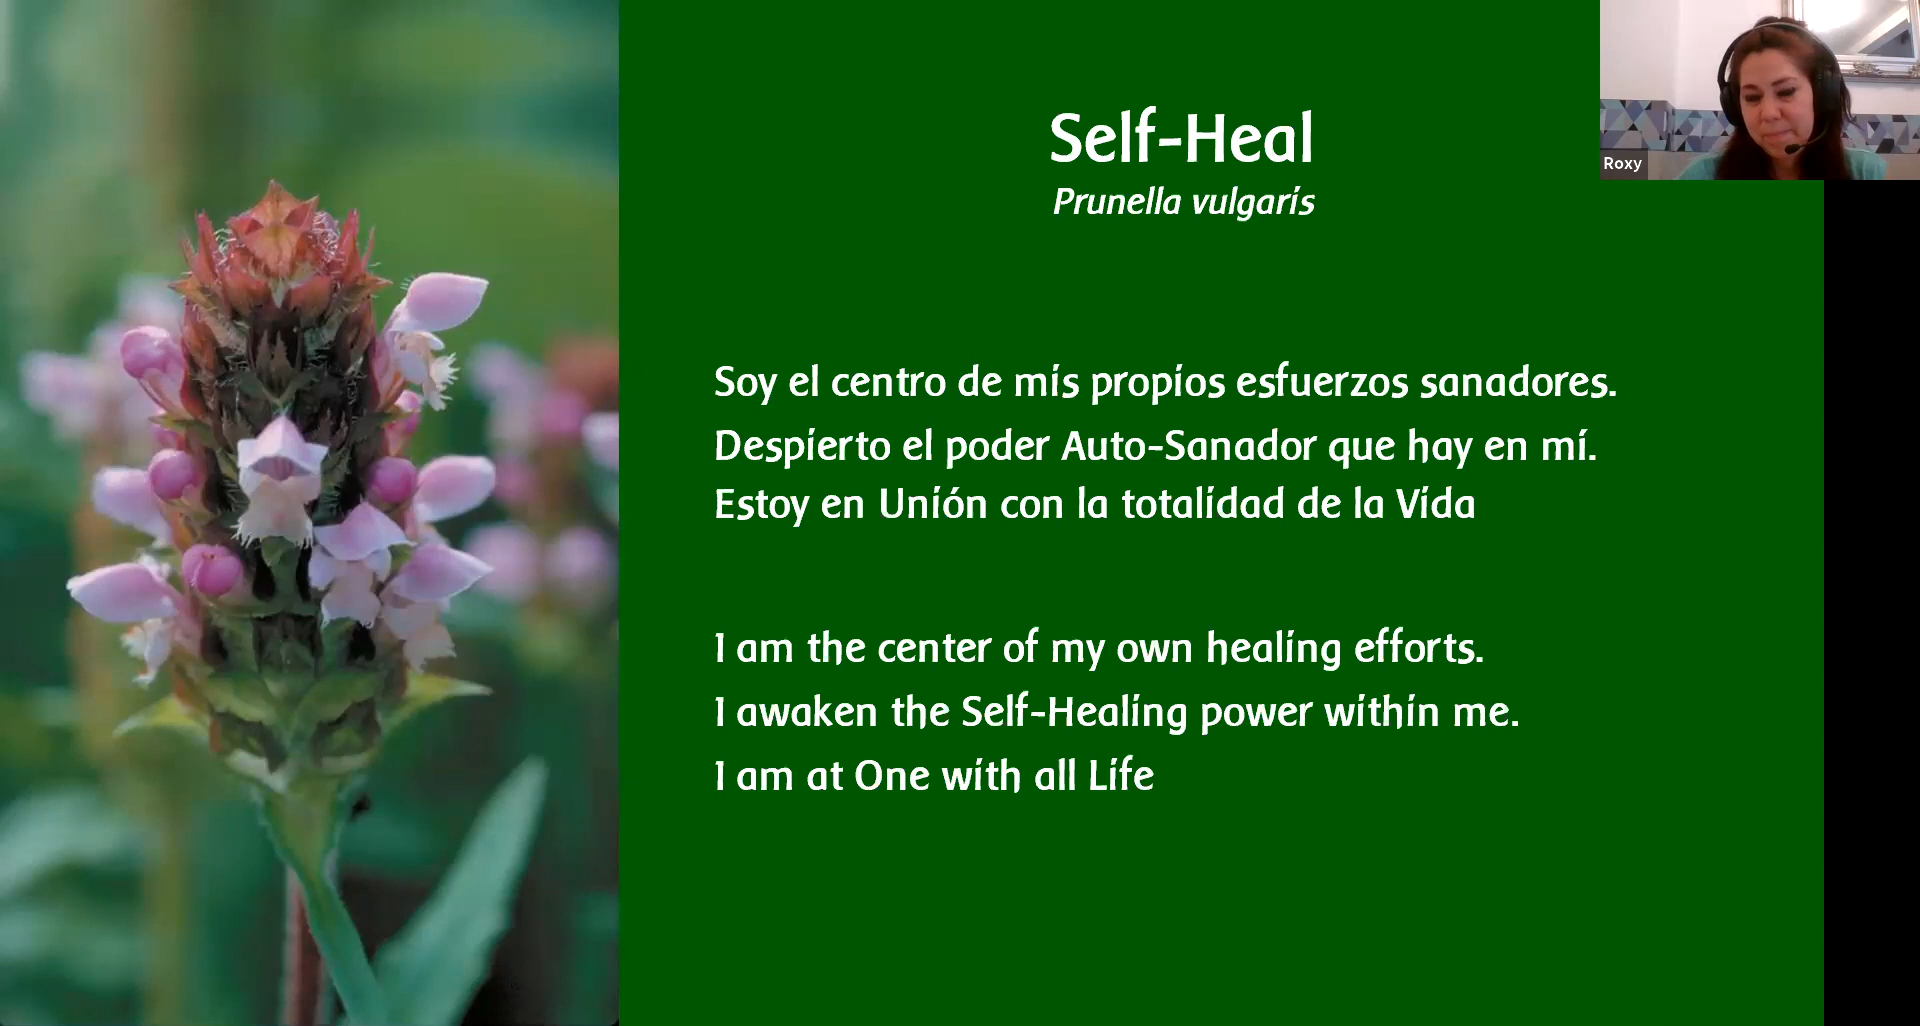 Self-Heal
Prunella vulgaris
Roxy
Soy el centro de mis propios esfuerzos sanadores.
Despierto el poder Auto-Sanador que hay en mí.
Estoy en Unión con la totalidad de la Vida
I am the center of my own healing efforts.
I awaken the Self-Healing power within me.
I am at One with all Life